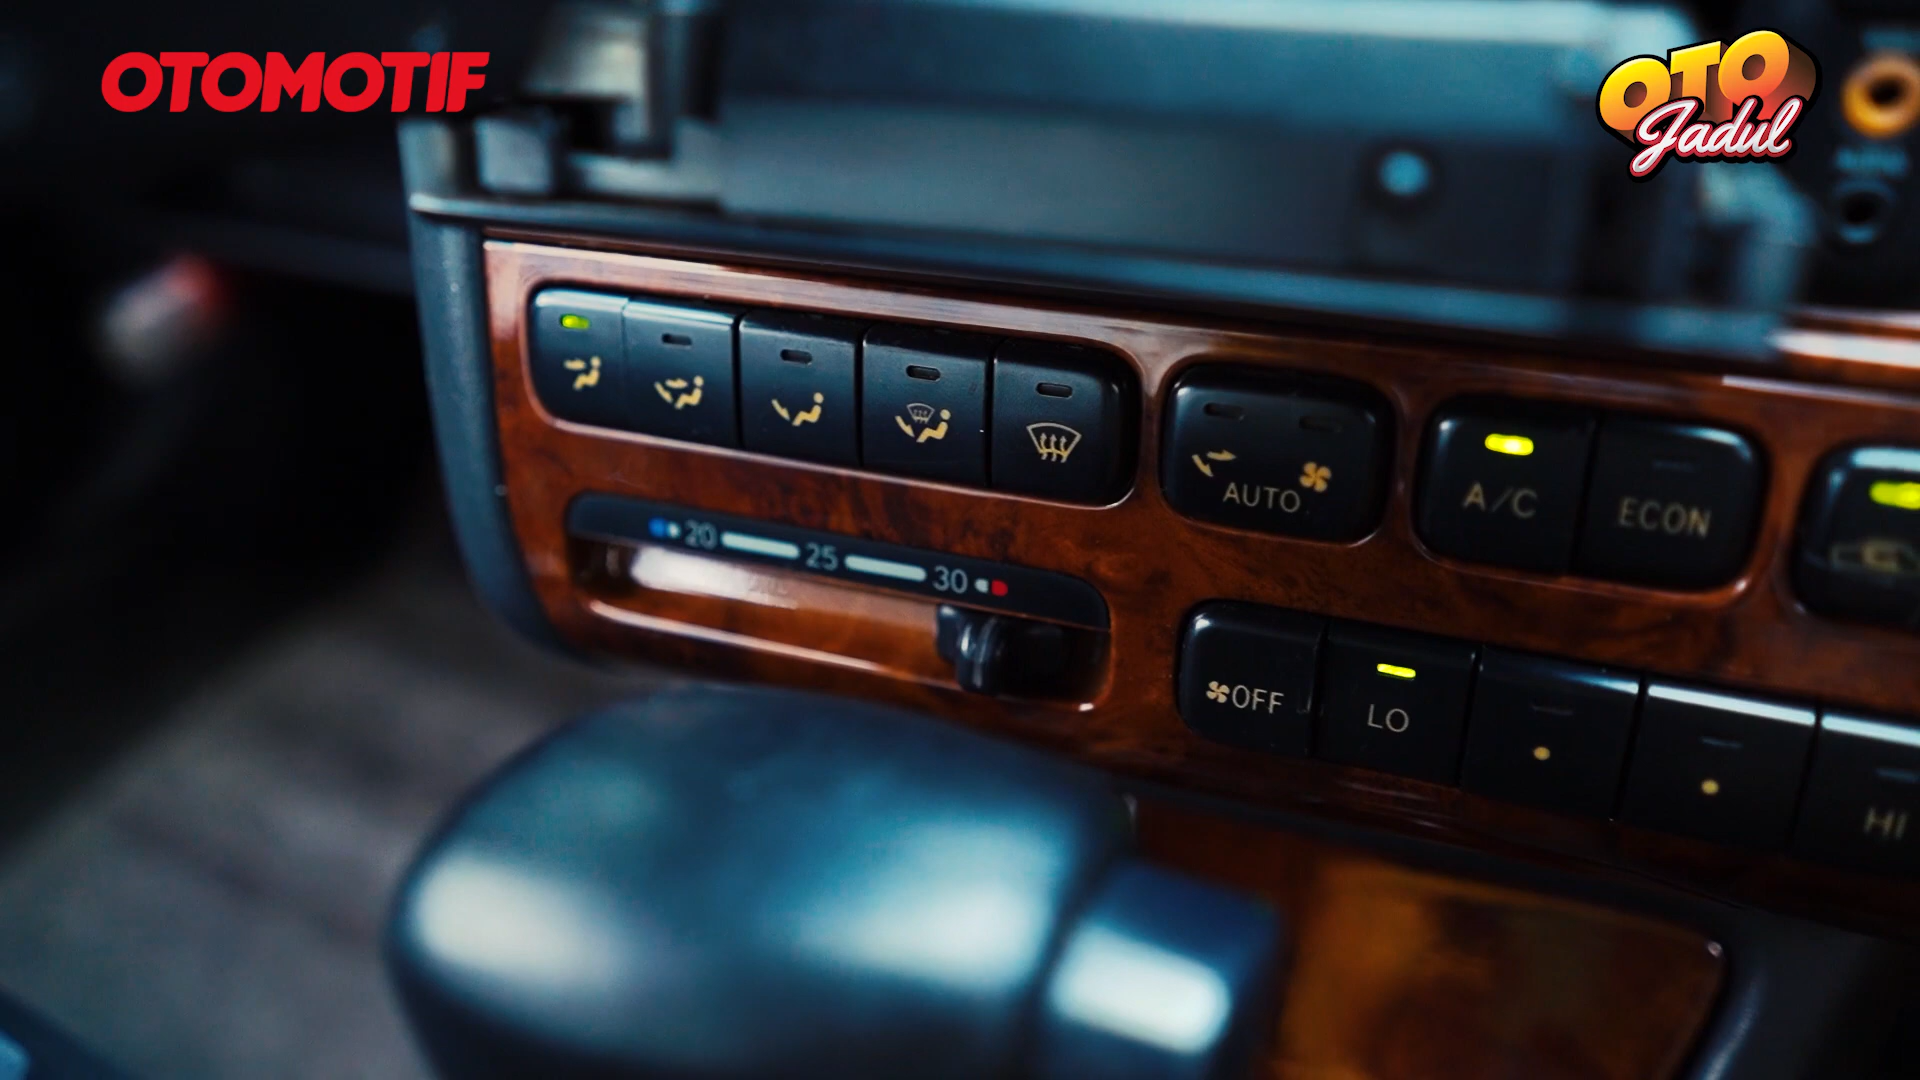 OTOMOTIF
OTO
Jadul
AUTO
A/C
ECON
20 25 30
OFF
LO
HI